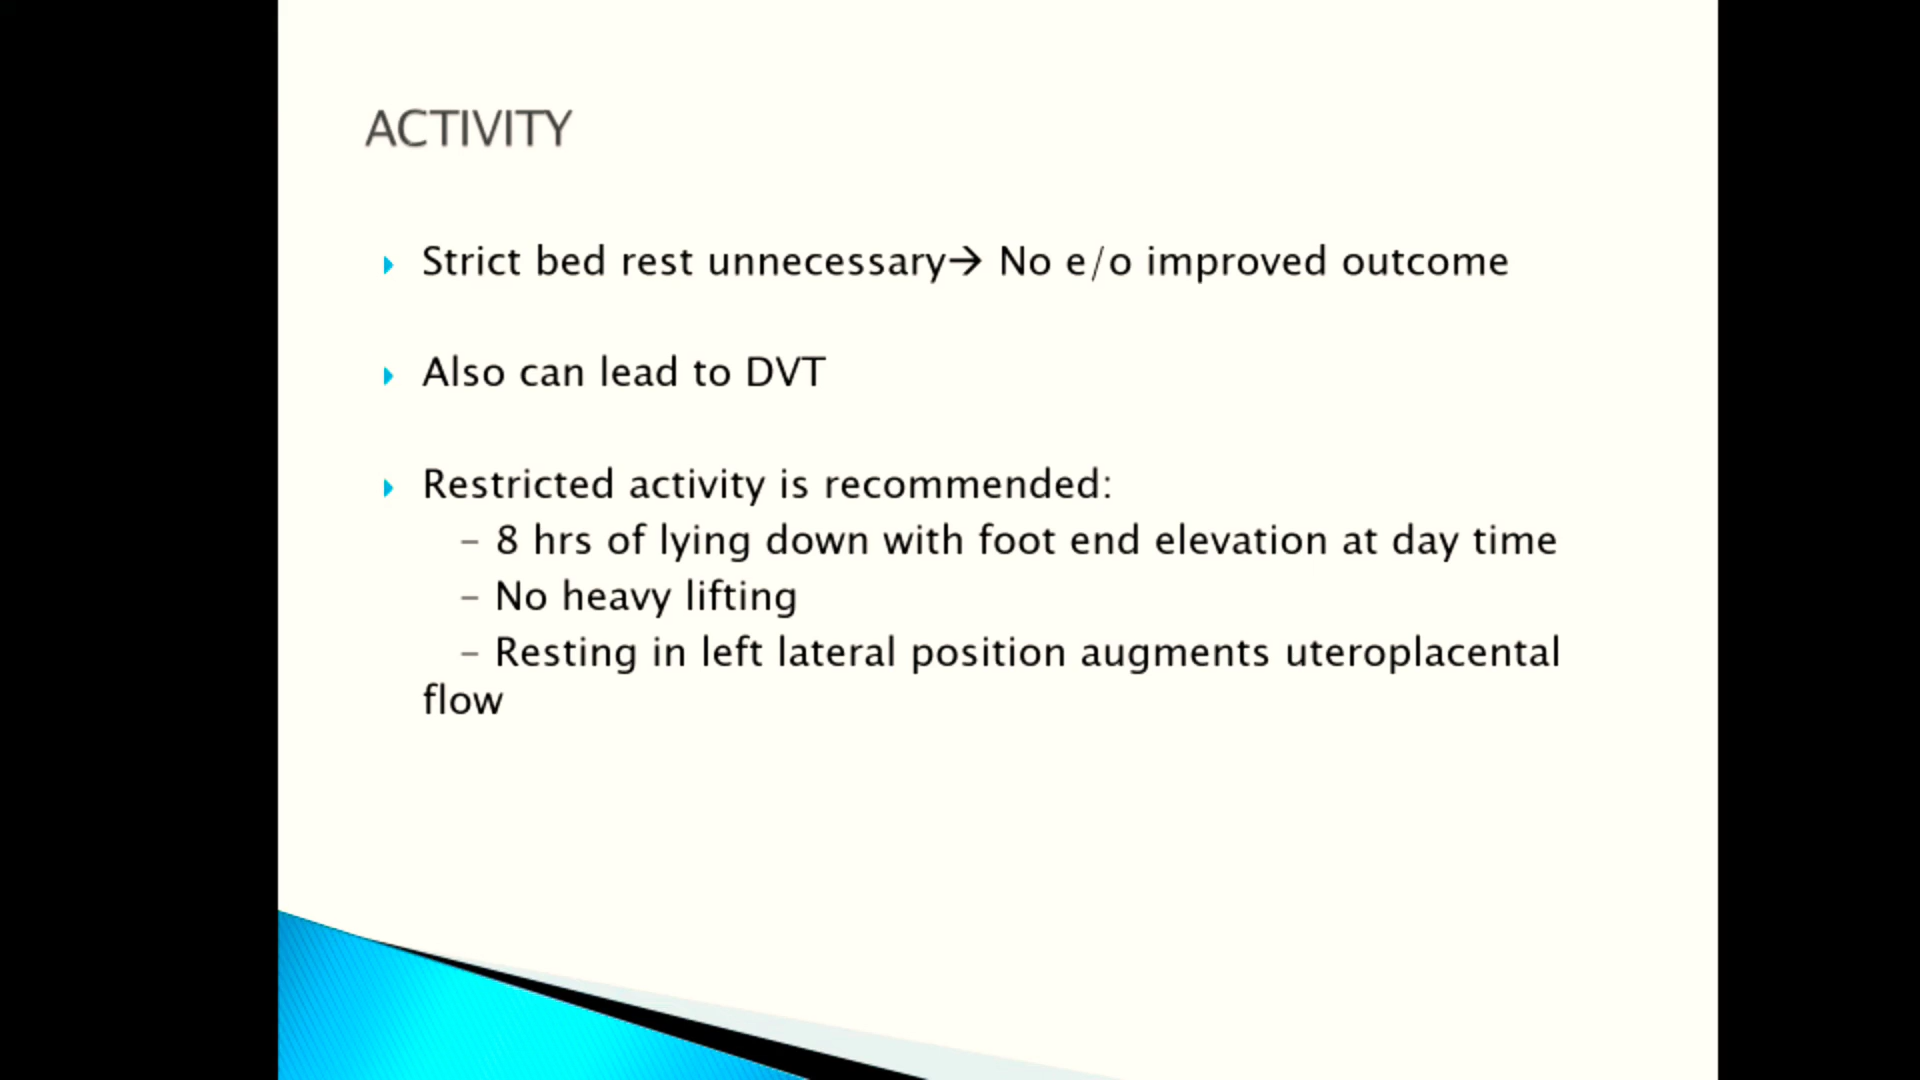 ACTIVITY
Strict bed rest unnecessary→ No e/o improved outcome
Also can lead to DVT
Restricted activity is recommended:
– 8 hrs of lying down with foot end elevation at day time
– No heavy lifting
– Resting in left lateral position augments uteroplacental
flow